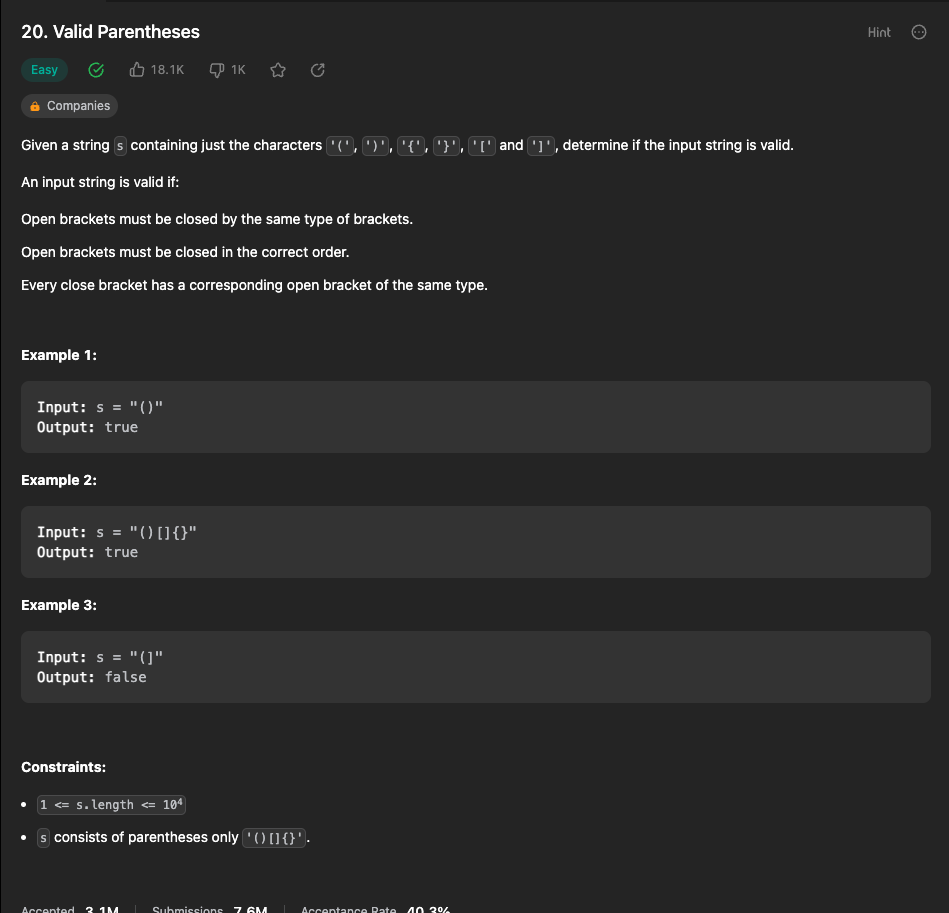 20. Valid Parentheses
Hint
Easy
18.1K
1K
Companies
Given a string s containing just the characters '(', ')', '{', '}', '[' and ']', determine if the input string is valid.
An input string is valid if:
Open brackets must be closed by the same type of brackets.
Open brackets must be closed in the correct order.
Every close bracket has a corresponding open bracket of the same type.
Example 1:
Input: s = "()"
Output: true
Example 2:
Input: s = "()[]{}"
Output: true
Example 3:
Input: s = "(]"
Output: false
Constraints:
1 <= s.length <= 10⁴
s consists of parentheses only '()[]{}'.
Accepted 3.1M Submissions 7.6M Acceptance Rate 40.3%